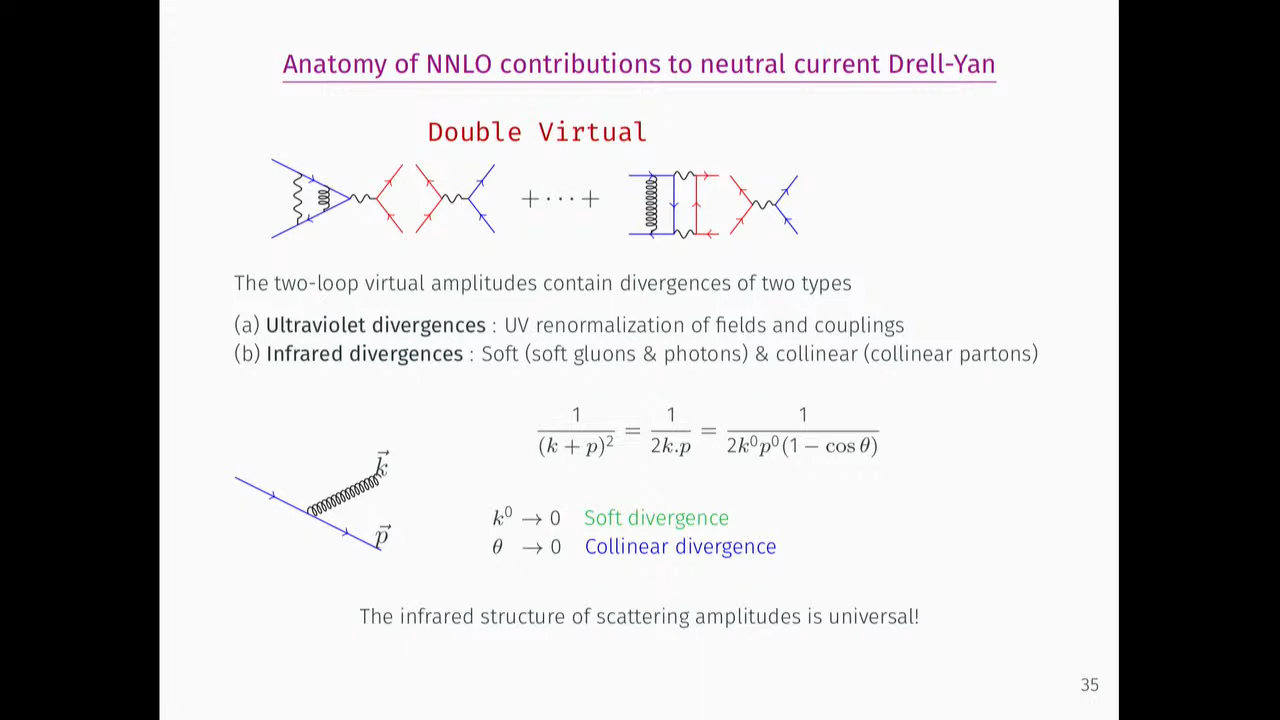 Anatomy of NNLO contributions to neutral current Drell-Yan
Double Virtual
+ · · · +
The two-loop virtual amplitudes contain divergences of two types
(a) Ultraviolet divergences : UV renormalization of fields and couplings
(b) Infrared divergences : Soft (soft gluons & photons) & collinear (collinear partons)
1/(k + p)² = 1/2k.p = 1/2k⁰p⁰(1 − cos θ)
k⃗
p⃗
k⁰ → 0 Soft divergence
θ → 0 Collinear divergence
The infrared structure of scattering amplitudes is universal!
35